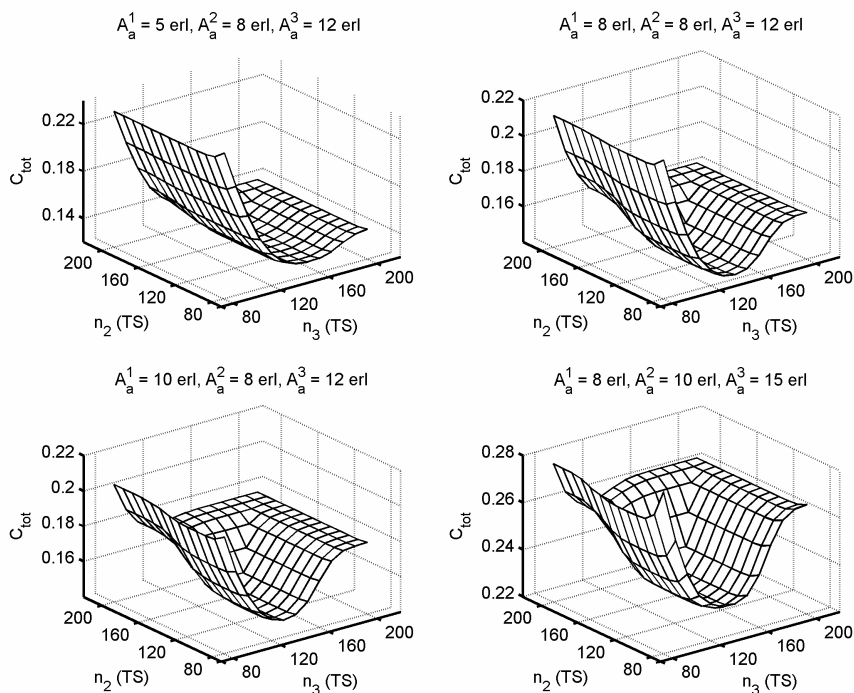 A_a^1 = 5 erl, A_a^2 = 8 erl, A_a^3 = 12 erl
0.22
0.18
0.14
C_tot
200
160
120
80
n_2 (TS)
80
120
160
200
n_3 (TS)
A_a^1 = 8 erl, A_a^2 = 8 erl, A_a^3 = 12 erl
0.22
0.2
0.18
0.16
C_tot
200
160
120
80
n_2 (TS)
80
120
160
200
n_3 (TS)
A_a^1 = 10 erl, A_a^2 = 8 erl, A_a^3 = 12 erl
0.22
0.2
0.18
0.16
C_tot
200
160
120
80
n_2 (TS)
80
120
160
200
n_3 (TS)
A_a^1 = 8 erl, A_a^2 = 10 erl, A_a^3 = 15 erl
0.28
0.26
0.24
0.22
C_tot
200
160
120
80
n_2 (TS)
80
120
160
200
n_3 (TS)